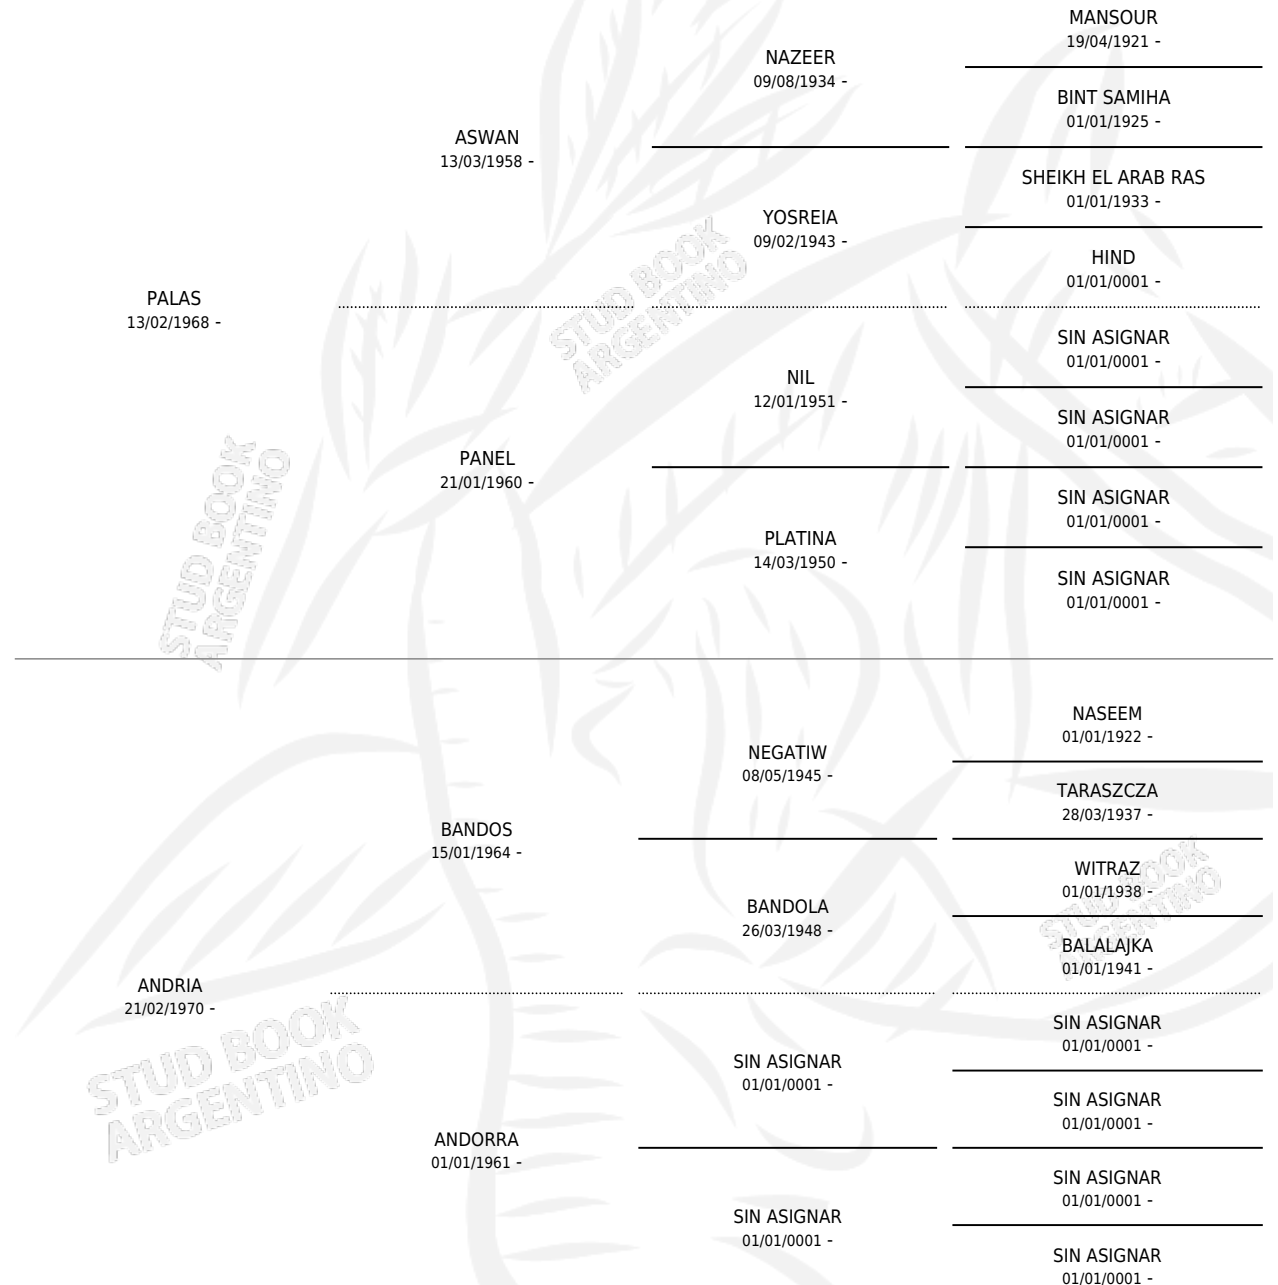 MANSOUR
19/04/1921 -
NAZEER
09/08/1934 -
BINT SAMIHA
01/01/1925 -
ASWAN
13/03/1958 -
SHEIKH EL ARAB RAS
01/01/1933 -
YOSREIA
09/02/1943 -
HIND
01/01/0001 -
PALAS
13/02/1968 -
STUD BOOK
ARGENTINO
SIN ASIGNAR
01/01/0001 -
NIL
12/01/1951 -
SIN ASIGNAR
01/01/0001 -
PANEL
21/01/1960 -
SIN ASIGNAR
01/01/0001 -
PLATINA
14/03/1950 -
SIN ASIGNAR
01/01/0001 -
STUD BOOK
ARGENTINO
NASEEM
01/01/1922 -
NEGATIW
08/05/1945 -
TARASZCZA
28/03/1937 -
BANDOS
15/01/1964 -
WITRAZ
01/01/1938 -
BANDOLA
26/03/1948 -
BALALAJKA
01/01/1941 -
STUD BOOK
ARGENTINO
ANDRIA
21/02/1970 -
SIN ASIGNAR
01/01/0001 -
SIN ASIGNAR
01/01/0001 -
SIN ASIGNAR
01/01/0001 -
STUD BOOK
ARGENTINO
ANDORRA
01/01/1961 -
SIN ASIGNAR
01/01/0001 -
SIN ASIGNAR
01/01/0001 -
SIN ASIGNAR
01/01/0001 -